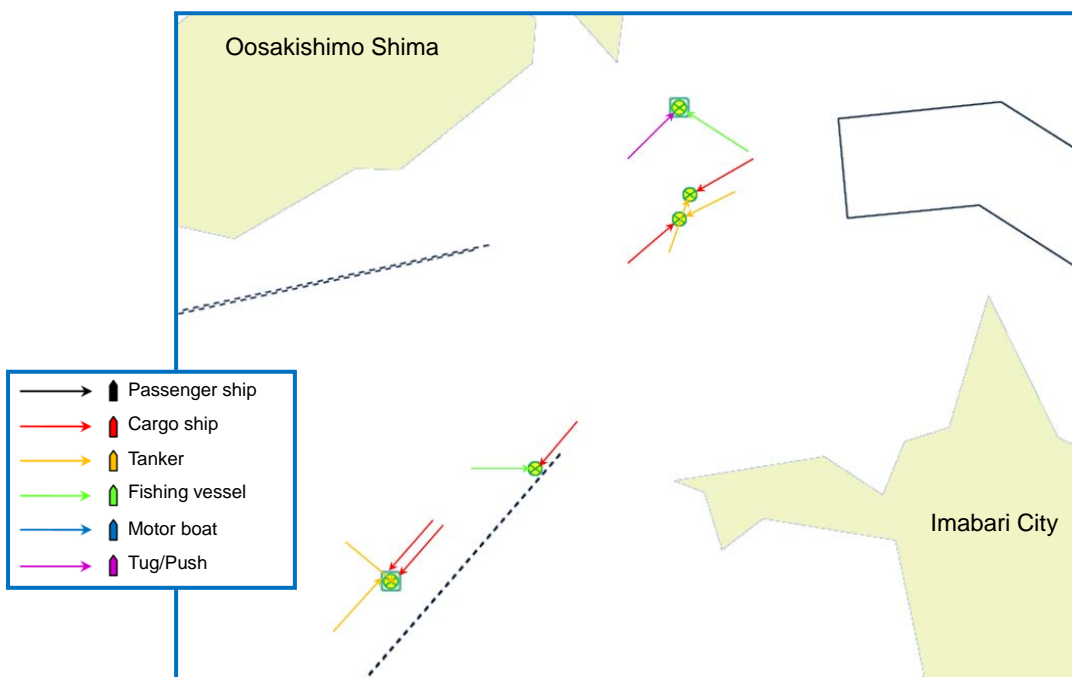 Oosakishimo Shima
Passenger ship
Cargo ship
Tanker
Fishing vessel
Motor boat
Tug/Push
Imabari City